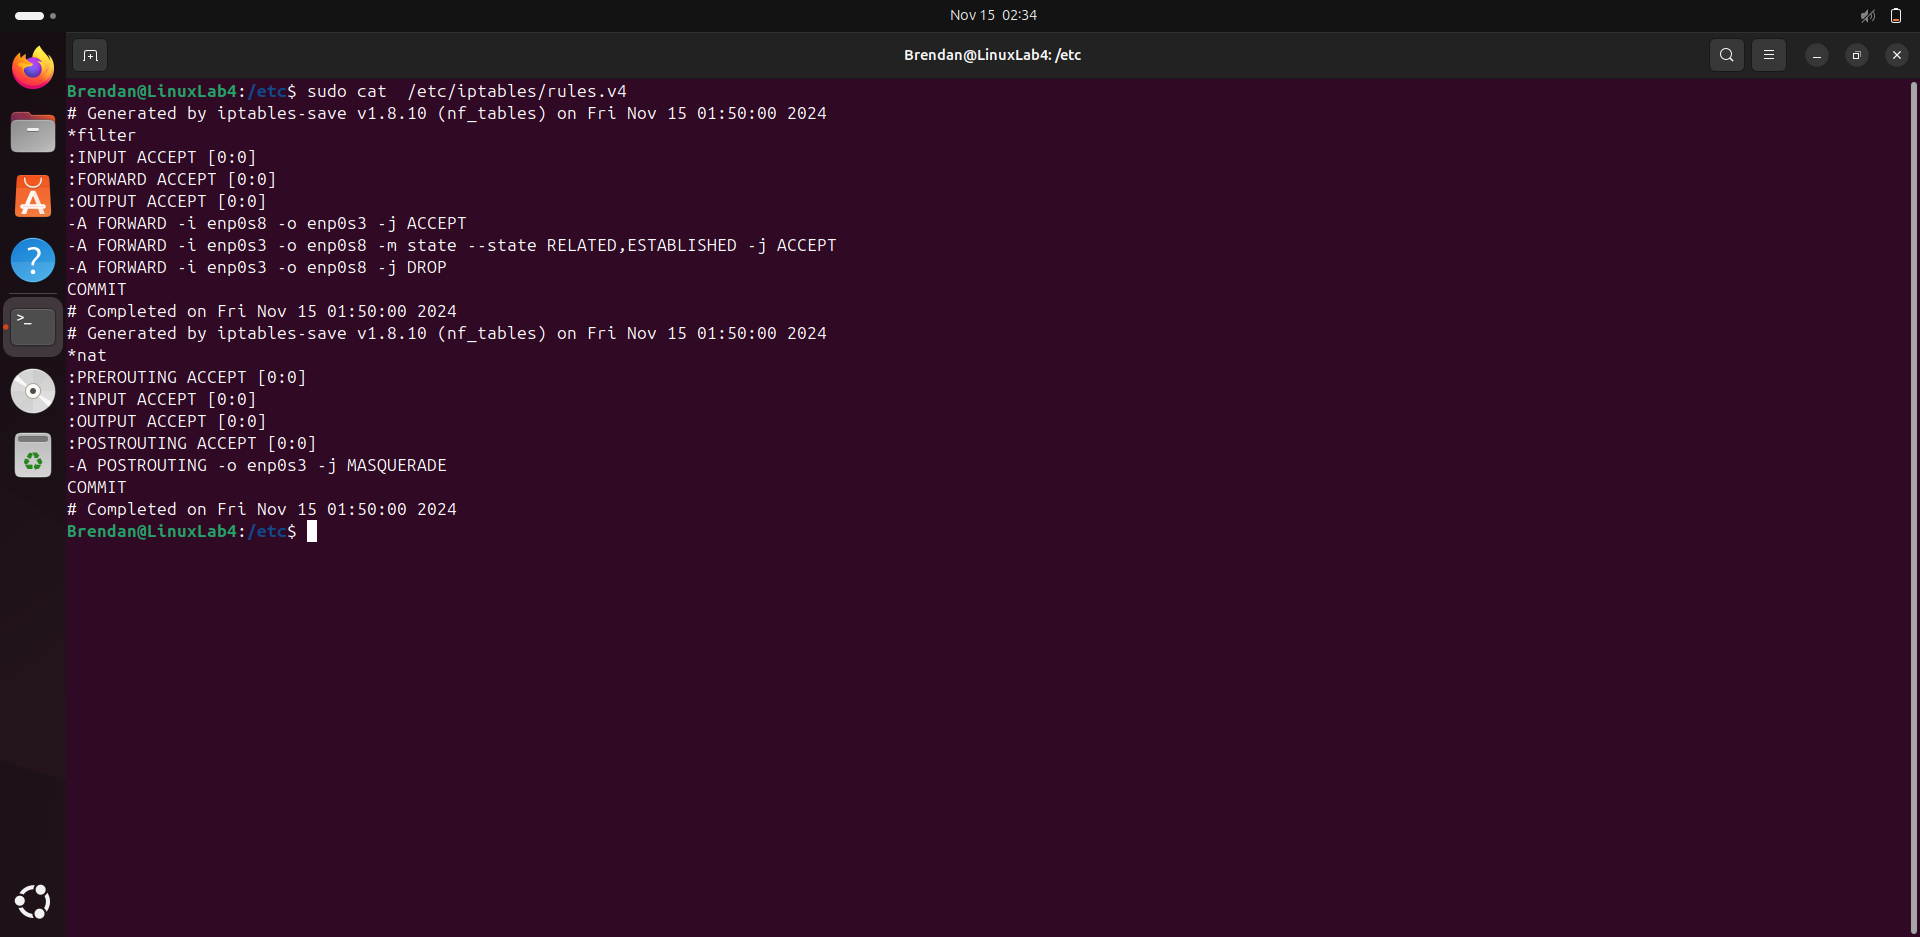 Nov 15 02:34
Brendan@LinuxLab4: /etc
Brendan@LinuxLab4:/etc$ sudo cat  /etc/iptables/rules.v4
# Generated by iptables-save v1.8.10 (nf_tables) on Fri Nov 15 01:50:00 2024
*filter
:INPUT ACCEPT [0:0]
:FORWARD ACCEPT [0:0]
:OUTPUT ACCEPT [0:0]
-A FORWARD -i enp0s8 -o enp0s3 -j ACCEPT
-A FORWARD -i enp0s3 -o enp0s8 -m state --state RELATED,ESTABLISHED -j ACCEPT
-A FORWARD -i enp0s3 -o enp0s8 -j DROP
COMMIT
# Completed on Fri Nov 15 01:50:00 2024
# Generated by iptables-save v1.8.10 (nf_tables) on Fri Nov 15 01:50:00 2024
*nat
:PREROUTING ACCEPT [0:0]
:INPUT ACCEPT [0:0]
:OUTPUT ACCEPT [0:0]
:POSTROUTING ACCEPT [0:0]
-A POSTROUTING -o enp0s3 -j MASQUERADE
COMMIT
# Completed on Fri Nov 15 01:50:00 2024
Brendan@LinuxLab4:/etc$